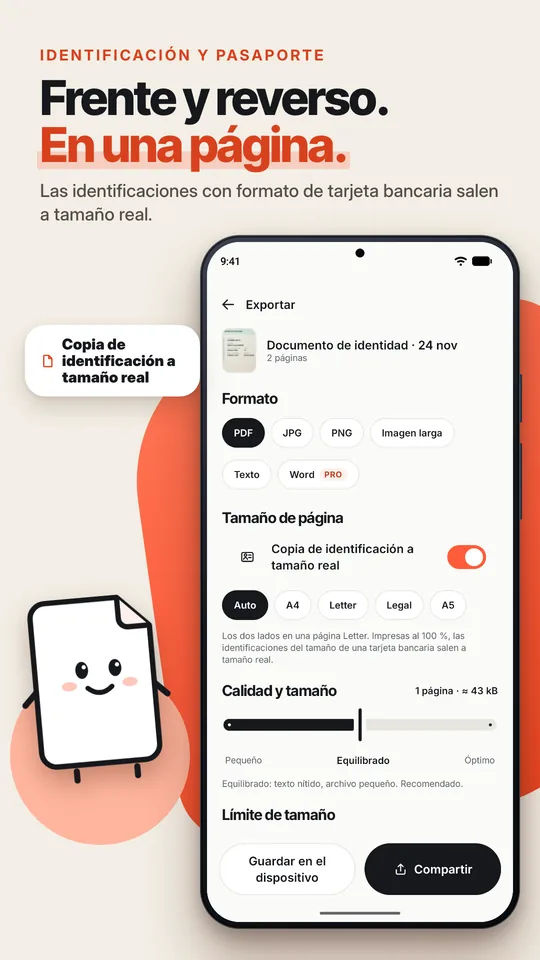 IDENTIFICACIÓN Y PASAPORTE
Frente y reverso.
En una página.
Las identificaciones con formato de tarjeta bancaria salen
a tamaño real.
9:41
Exportar
Copia de
identificación a
tamaño real
Documento de identidad · 24 nov
2 páginas
Formato
PDF
JPG
PNG
Imagen larga
Texto
Word PRO
Tamaño de página
Copia de identificación a
tamaño real
Auto
A4
Letter
Legal
A5
Los dos lados en una página Letter. Impresas al 100 %, las
identificaciones del tamaño de una tarjeta bancaria salen a
tamaño real.
Calidad y tamaño
1 página · ≈ 43 kB
Pequeño
Equilibrado
Óptimo
Equilibrado: texto nítido, archivo pequeño. Recomendado.
Límite de tamaño
Guardar en el
dispositivo
Compartir